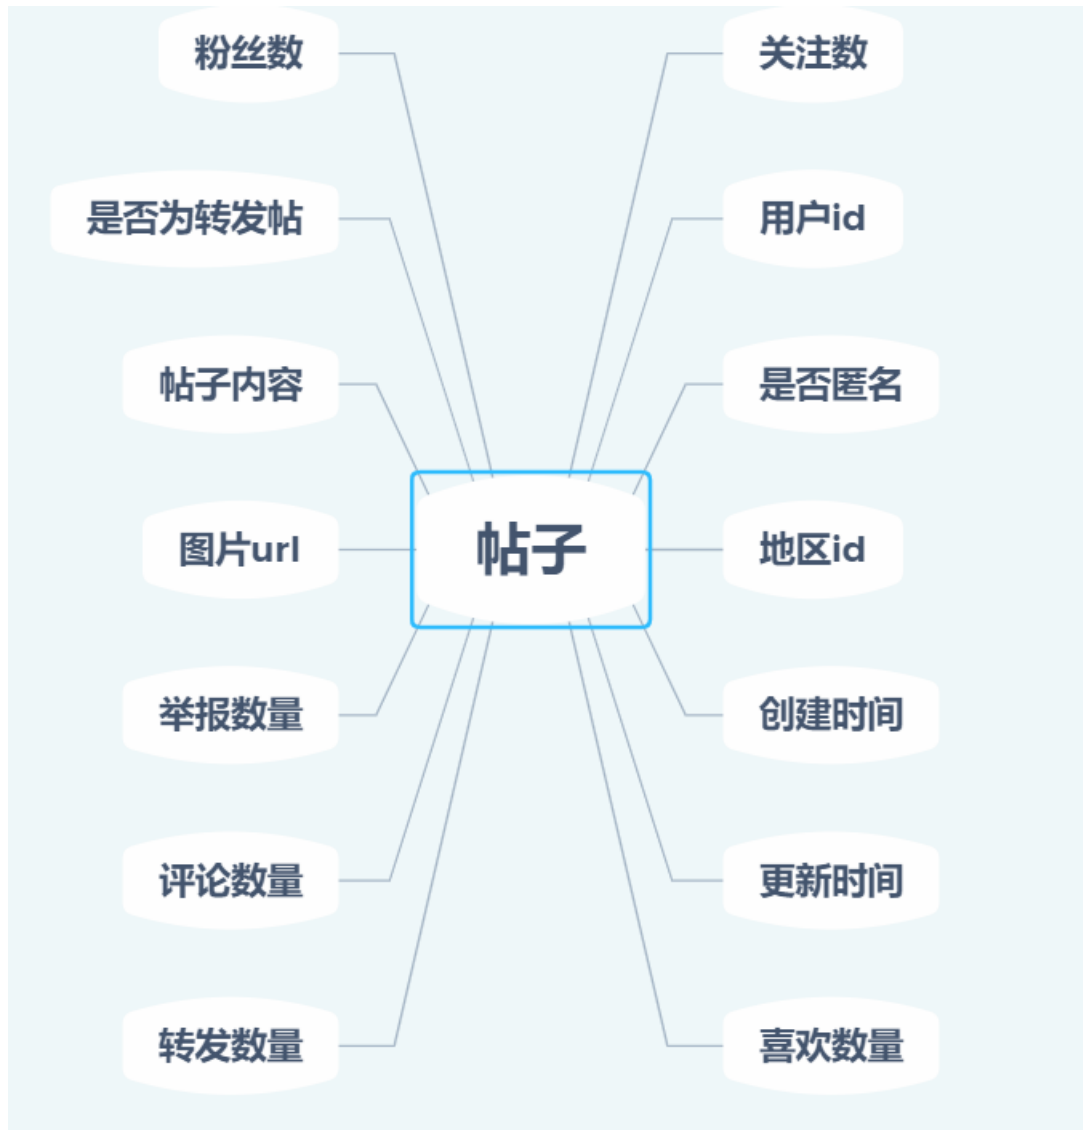 粉丝数
关注数
是否为转发帖
用户id
帖子内容
是否匿名
图片url
帖子
地区id
举报数量
创建时间
评论数量
更新时间
转发数量
喜欢数量